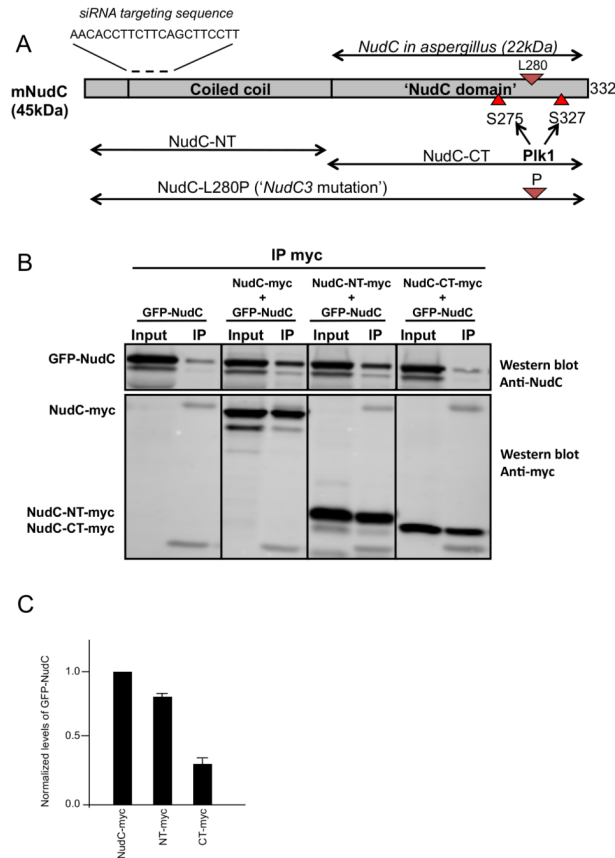 A
siRNA targeting sequence
AACACCTTCTTCAGCTTCCTT
NudC in aspergillus (22kDa)
L280
mNudC
(45kDa)
Coiled coil
'NudC domain'
332
S275
S327
NudC-NT
NudC-CT
Plk1
NudC-L280P ('NudC3 mutation')
P
B
IP myc
GFP-NudC
NudC-myc
+
GFP-NudC
NudC-NT-myc
+
GFP-NudC
NudC-CT-myc
+
GFP-NudC
Input IP Input IP Input IP Input IP
GFP-NudC
Western blot
Anti-NudC
NudC-myc
Western blot
Anti-myc
NudC-NT-myc
NudC-CT-myc
C
Normalized levels of GFP-NudC
1.0
0.5
0.0
NudC-myc
NT-myc
CT-myc